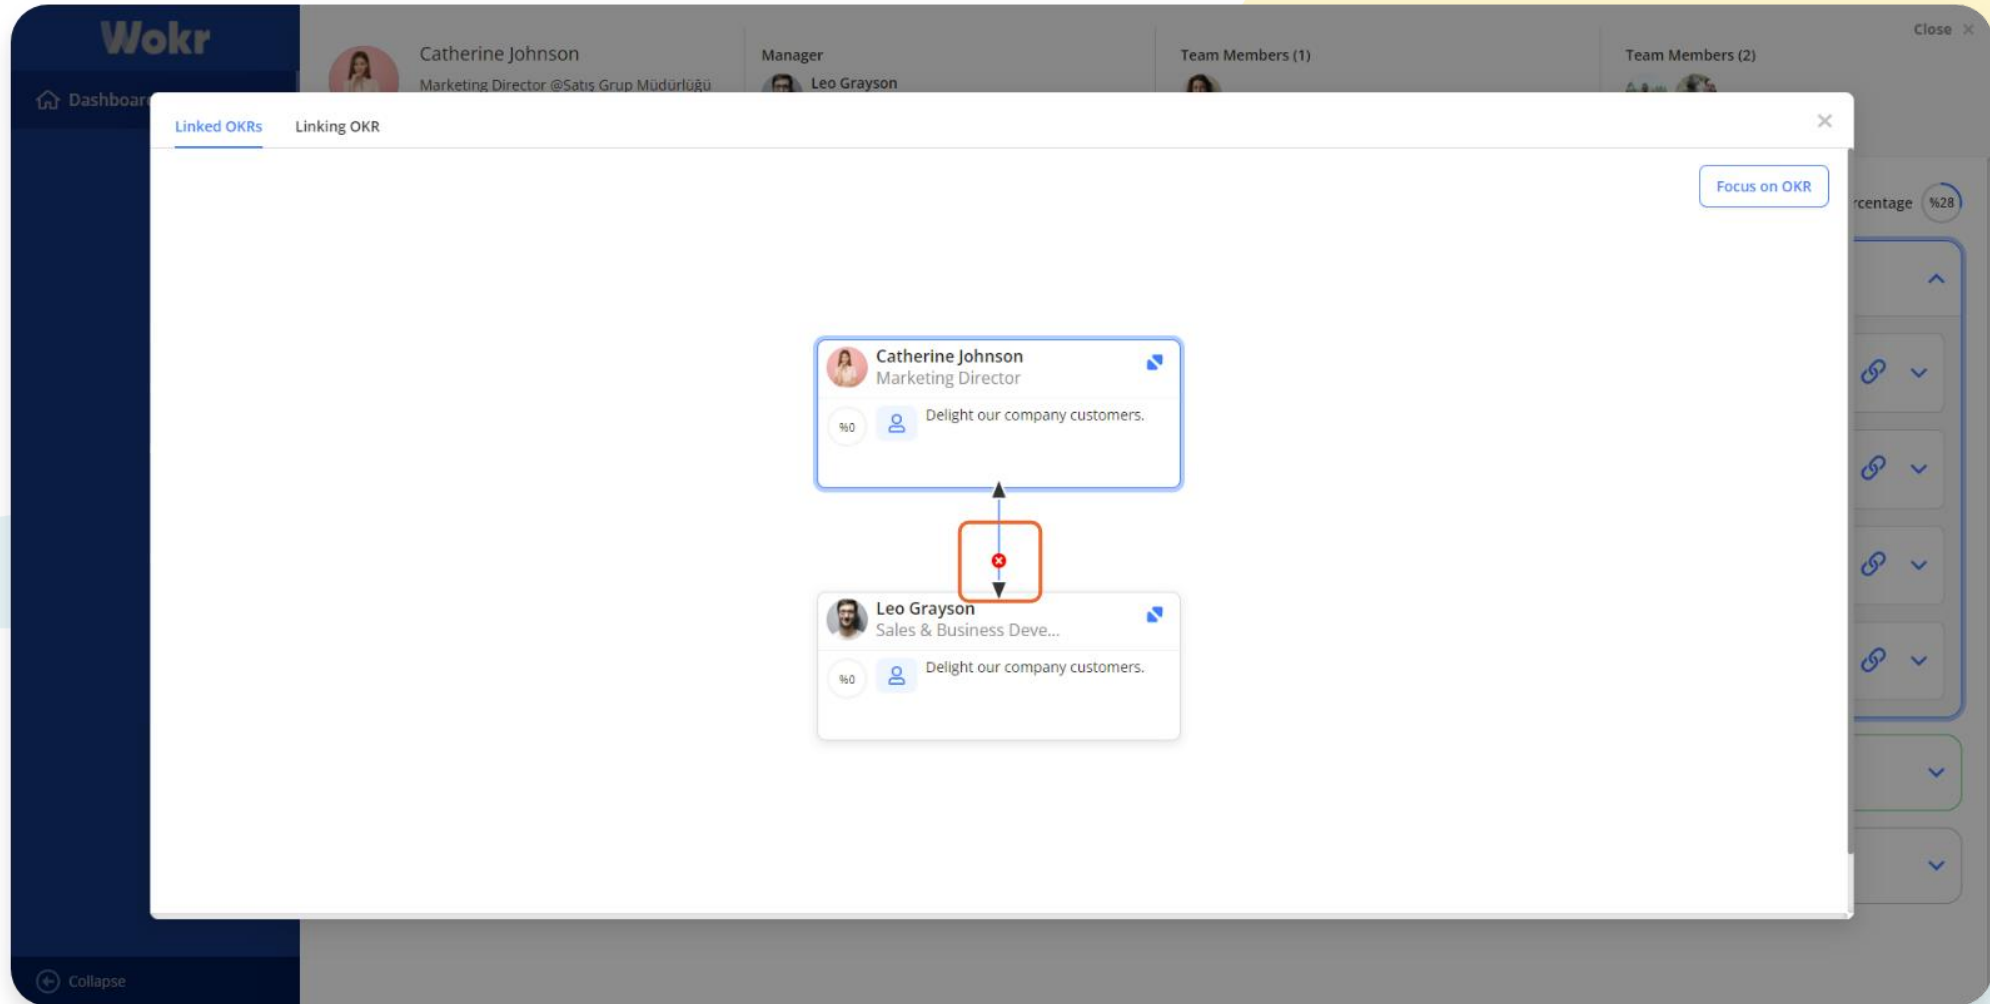 Wokr
Close
Catherine Johnson
Marketing Director @Satış Grup Müdürlüğü
Manager
Leo Grayson
Team Members (1)
Team Members (2)
Dashboar
Linked OKRs
Linking OKR
Focus on OKR
rcentage
%28
Catherine Johnson
Marketing Director
%0
Delight our company customers.
Leo Grayson
Sales & Business Deve...
%0
Delight our company customers.
Collapse